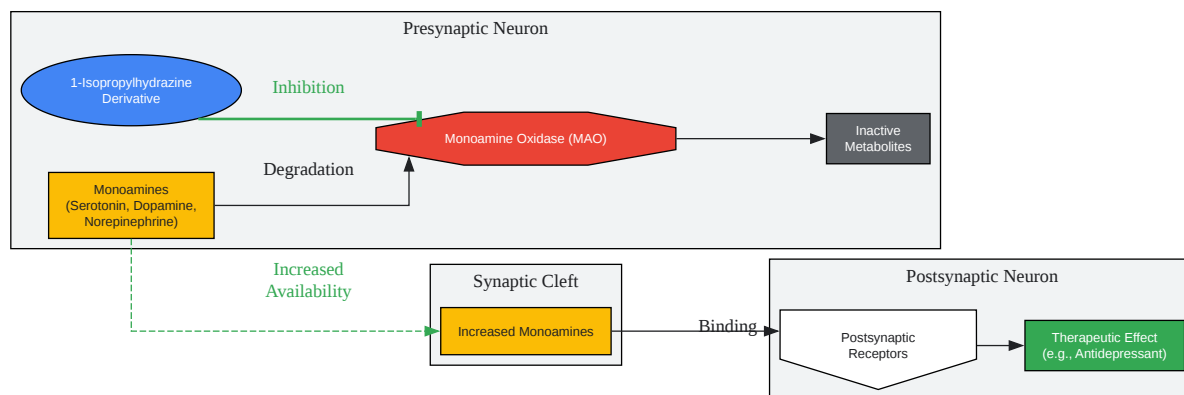 Presynaptic Neuron
1-Isopropylhydrazine
Derivative
Inhibition
Monoamine Oxidase (MAO)
Inactive
Metabolites
Degradation
Monoamines
(Serotonin, Dopamine,
Norepinephrine)
Increased
Availability
Synaptic Cleft
Increased Monoamines
Binding
Postsynaptic Neuron
Postsynaptic
Receptors
Therapeutic Effect
(e.g., Antidepressant)